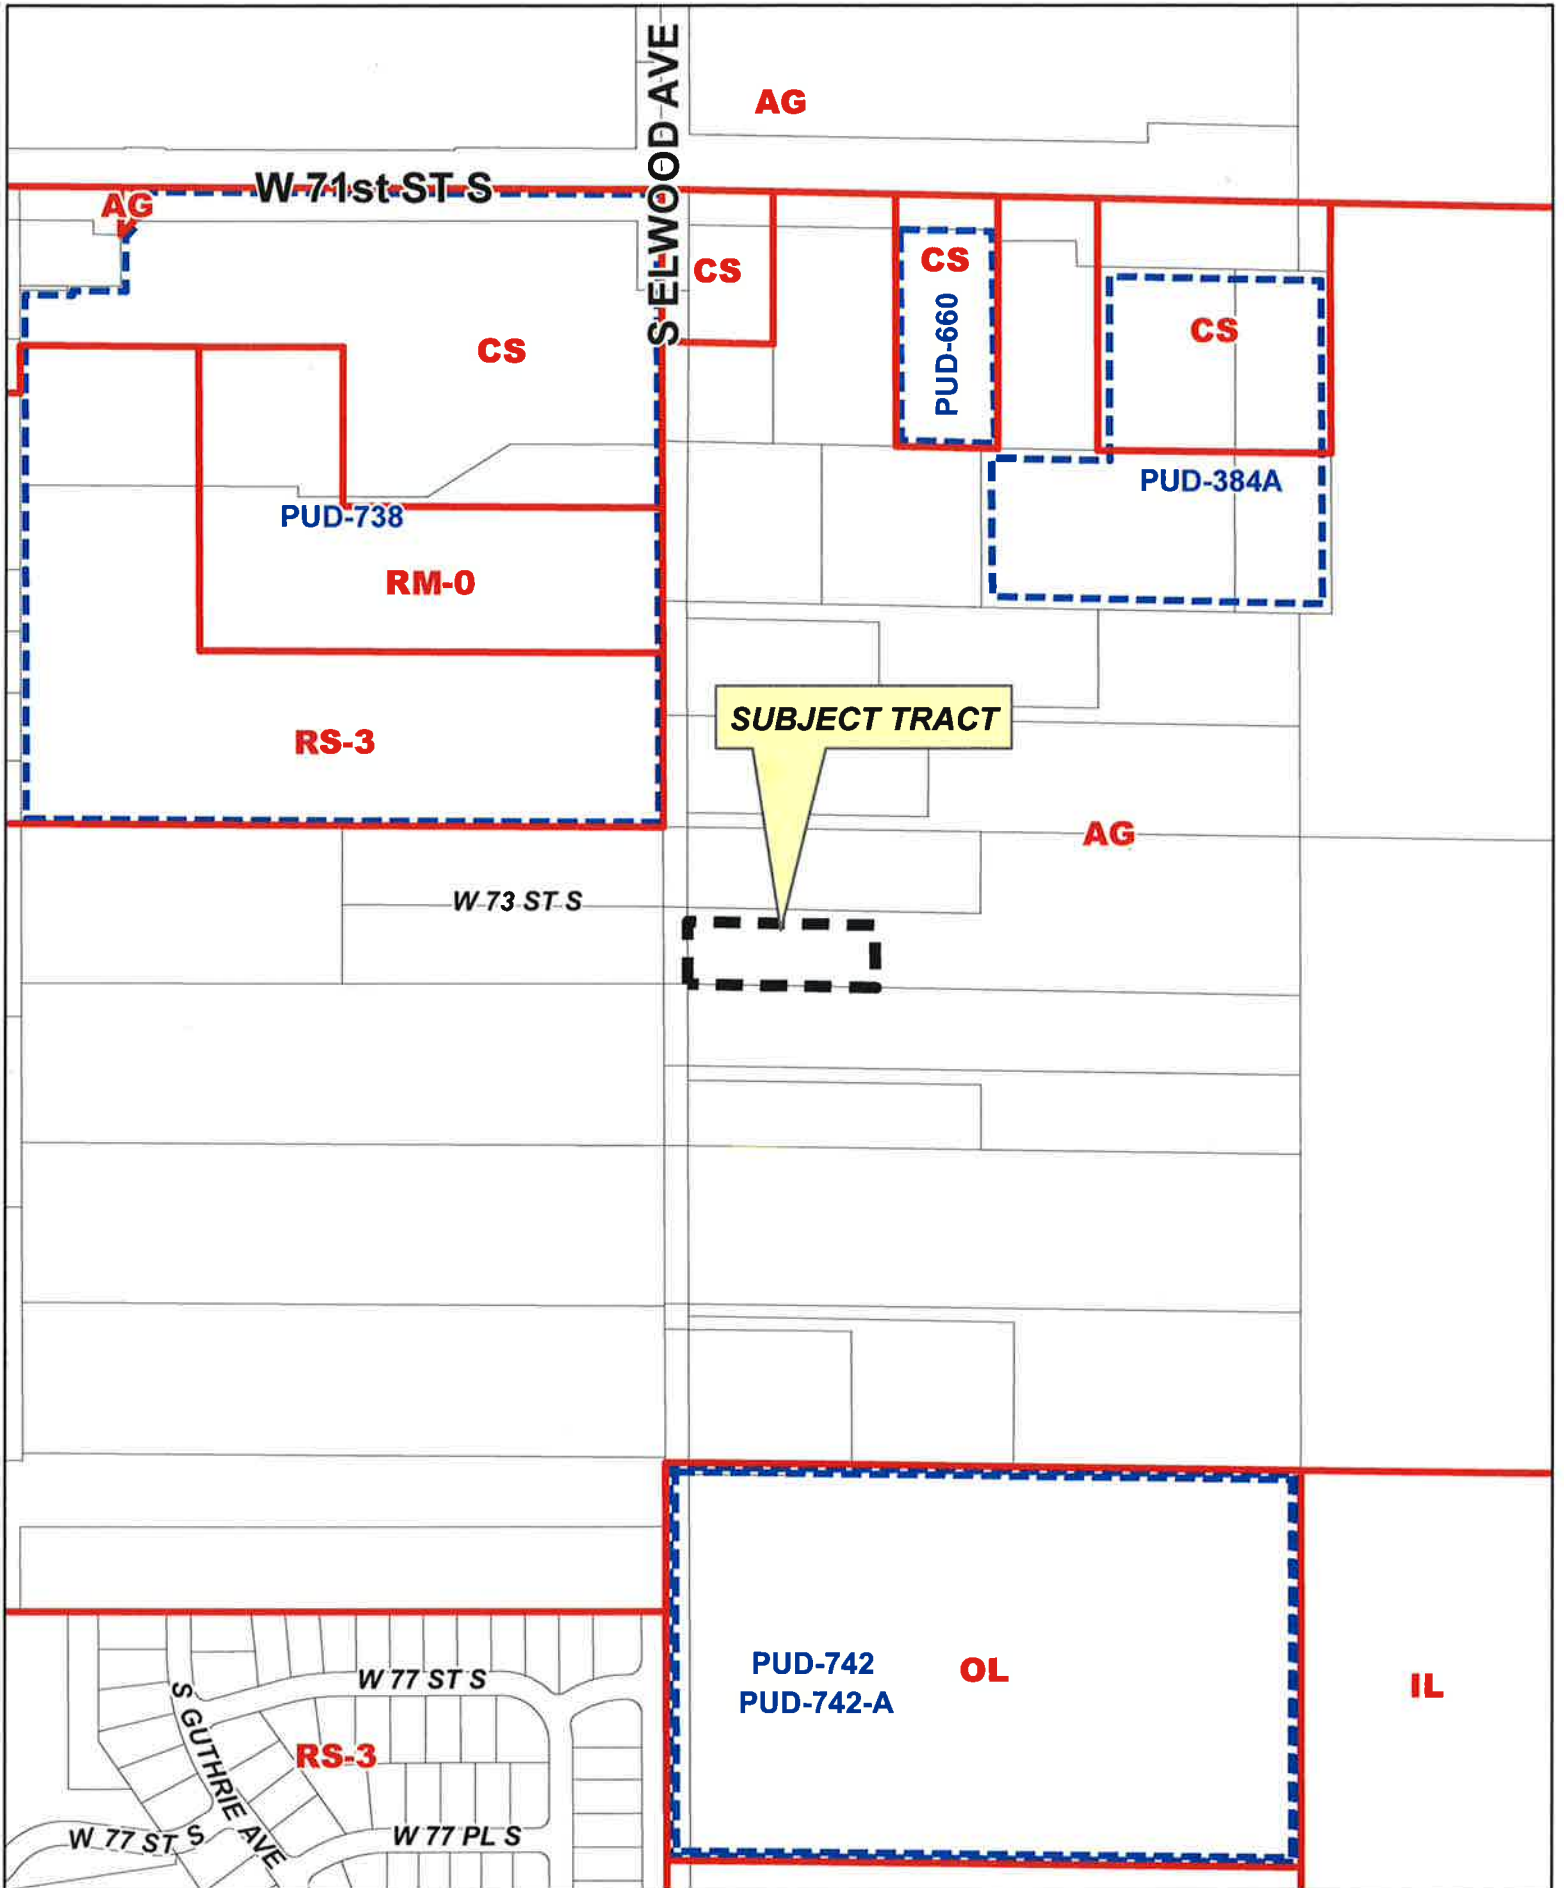 S ELWOOD AVE
AG
W 71st ST S
AG
CS
CS
PUD-660
CS
CS
PUD-384A
PUD-738
RM-0
SUBJECT TRACT
RS-3
AG
W 73 ST S
PUD-742
PUD-742-A
OL
IL
W 77 ST S
S GUTHRIE AVE
RS-3
W 77 ST S
W 77 PL S